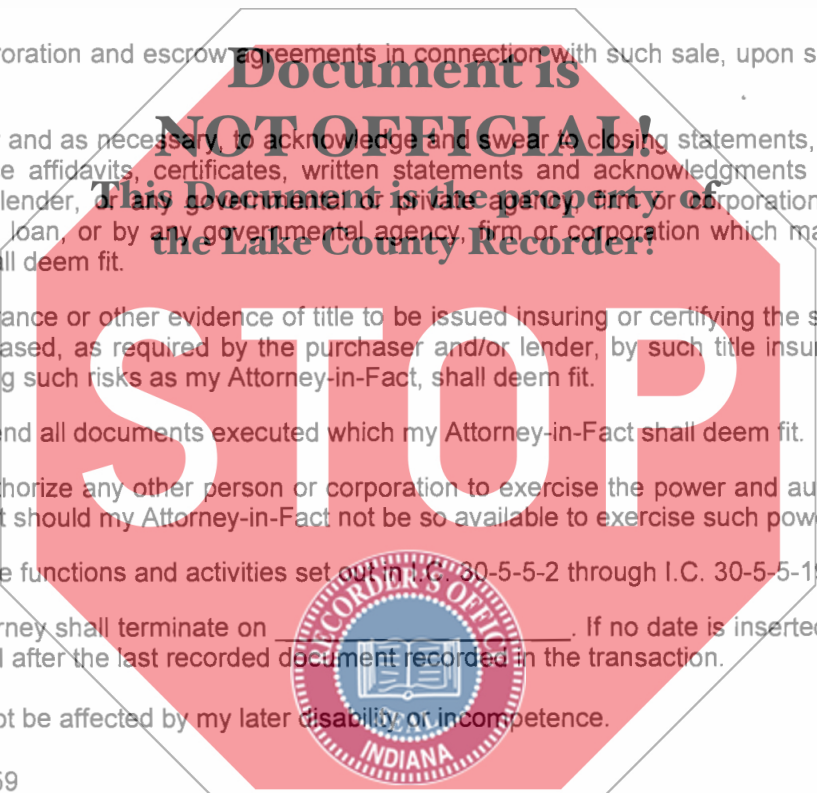 oration and escrow agreements in connection with such sale, upon s
Document is
NOT OFFICIAL!
and as necessary, to acknowledge and swear to closing statements,
e affidavits, certificates, written statements and acknowledgments
This Document is the property of
lender, or any governmental or private agency, firm or corporation
the Lake County Recorder!
loan, or by any governmental agency, firm or corporation which ma
ll deem fit.
STOP
ance or other evidence of title to be issued insuring or certifying the s
ased, as required by the purchaser and/or lender, by such title insu
g such risks as my Attorney-in-Fact, shall deem fit.
end all documents executed which my Attorney-in-Fact shall deem fit.
thorize any other person or corporation to exercise the power and au
t should my Attorney-in-Fact not be so available to exercise such pow
e functions and activities set out in I.C. 30-5-5-2 through I.C. 30-5-5-19
rney shall terminate on ____________________. If no date is inserted
l after the last recorded document recorded in the transaction.
RECORDER'S OFFICE
SEAL
INDIANA
ot be affected by my later disability or incompetence.
69